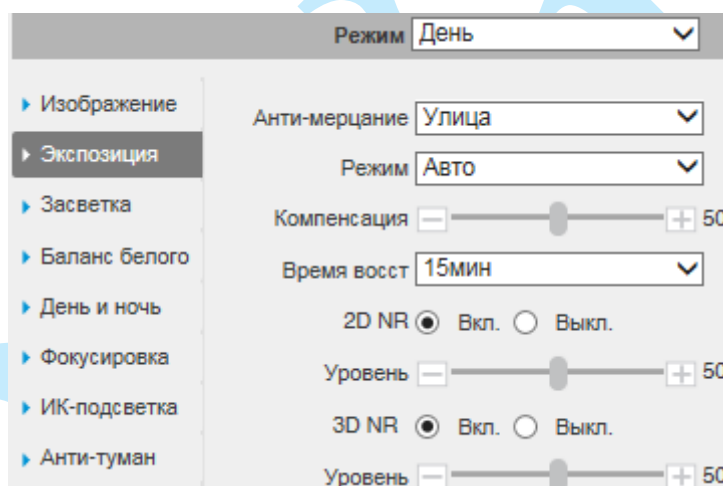 Режим День
Изображение
Экспозиция
Засветка
Баланс белого
День и ночь
Фокусировка
ИК-подсветка
Анти-туман
Анти-мерцание Улица
Режим Авто
Компенсация 50
Время восст 15мин
2D NR Вкл. Выкл.
Уровень 50
3D NR Вкл. Выкл.
Уровень 50